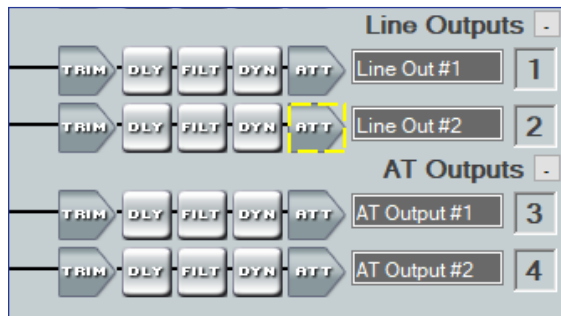 Line Outputs -
TRIM DLY FILT DYN ATT Line Out #1 1
TRIM DLY FILT DYN ATT Line Out #2 2
AT Outputs -
TRIM DLY FILT DYN ATT AT Output #1 3
TRIM DLY FILT DYN ATT AT Output #2 4